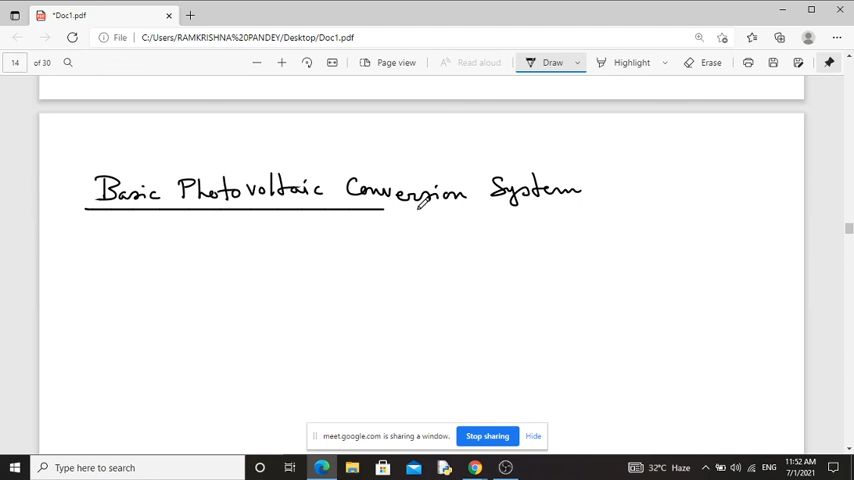 *Doc1.pdf
File C:/Users/RAMKRISHNA%20PANDEY/Desktop/Doc1.pdf
14 of 30 Page view Read aloud Draw Highlight Erase
Basic Photovoltaic Conversion System
meet.google.com is sharing a window. Stop sharing Hide
Type here to search 32°C Haze ENG 11:52 AM
7/1/2021